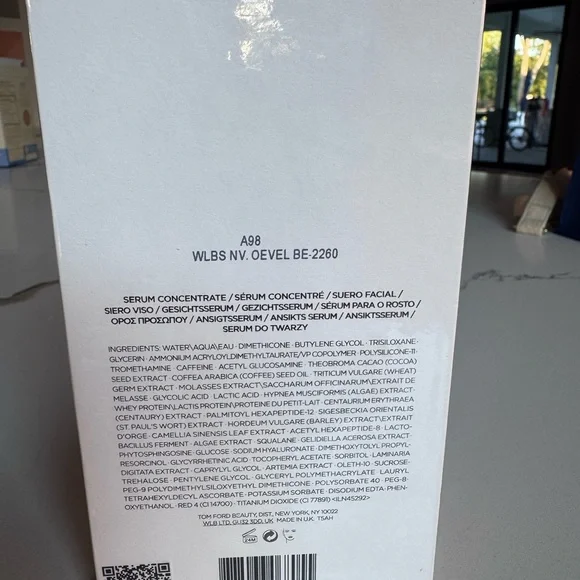 A98
WLBS NV. OEVEL BE-2260
SERUM CONCENTRATE / SÉRUM CONCENTRÉ / SUERO FACIAL /
SIERO VISO / GESICHTSSERUM / GEZICHTSSERUM / SÉRUM PARA O ROSTO /
ΟΡΟΣ ΠΡΟΣΩΠΟΥ / ANSIGTSSERUM / ANSIKTS SERUM / ANSIKTSSERUM /
SERUM DO TWARZY
INGREDIENTS: WATER\AQUA\EAU · DIMETHICONE · BUTYLENE GLYCOL · TRISILOXANE ·
GLYCERIN · AMMONIUM ACRYLOYLDIMETHYLTAURATE/VP COPOLYMER · POLYSILICONE-11 ·
TROMETHAMINE · CAFFEINE · ACETYL GLUCOSAMINE · THEOBROMA CACAO (COCOA)
SEED EXTRACT · COFFEA ARABICA (COFFEE) SEED OIL · TRITICUM VULGARE (WHEAT)
GERM EXTRACT · MOLASSES EXTRACT\SACCHARUM OFFICINARUM\EXTRAIT DE
MELASSE · GLYCOLIC ACID · LACTIC ACID · HYPNEA MUSCIFORMIS (ALGAE) EXTRACT ·
WHEY PROTEIN\LACTIS PROTEIN\PROTÉINE DU PETIT-LAIT · CENTAURIUM ERYTHRAEA
(CENTAURY) EXTRACT · PALMITOYL HEXAPEPTIDE-12 · SIGESBECKIA ORIENTALIS
(ST. PAUL'S WORT) EXTRACT · HORDEUM VULGARE (BARLEY) EXTRACT\EXTRAIT
D'ORGE · CAMELLIA SINENSIS LEAF EXTRACT · ACETYL HEXAPEPTIDE-8 · LACTO-
BACILLUS FERMENT · ALGAE EXTRACT · SQUALANE · GELIDIELLA ACEROSA EXTRACT ·
PHYTOSPHINGOSINE · GLUCOSE · SODIUM HYALURONATE · DIMETHOXYTOLYL PROPYL-
RESORCINOL · GLYCYRRHETINIC ACID · TOCOPHERYL ACETATE · SORBITOL · LAMINARIA
DIGITATA EXTRACT · CAPRYLYL GLYCOL · ARTEMIA EXTRACT · OLETH-10 · SUCROSE ·
TREHALOSE · PENTYLENE GLYCOL · GLYCERYL POLYMETHACRYLATE · LAURYL
PEG-9 POLYDIMETHYLSILOXYETHYL DIMETHICONE · POLYSORBATE 40 · PEG-8 ·
TETRAHEXYLDECYL ASCORBATE · POTASSIUM SORBATE · DISODIUM EDTA · PHEN-
OXYETHANOL · RED 4 (CI 14700) · TITANIUM DIOXIDE (CI 77891) <ILN45292>
TOM FORD BEAUTY, DIST, NEW YORK, NY 10022
WLB LTD. GU32 3DO, UK. MADE IN U.K. T5AH
24M